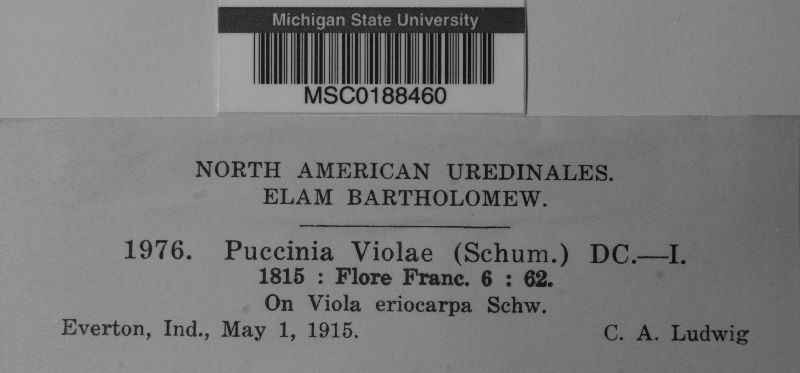 Michigan State University
MSC0188460
NORTH AMERICAN UREDINALES.
ELAM BARTHOLOMEW.
1976. Puccinia Violae (Schum.) DC.—I.
1815 : Flore Franc. 6 : 62.
On Viola eriocarpa Schw.
Everton, Ind., May 1, 1915. C. A. Ludwig